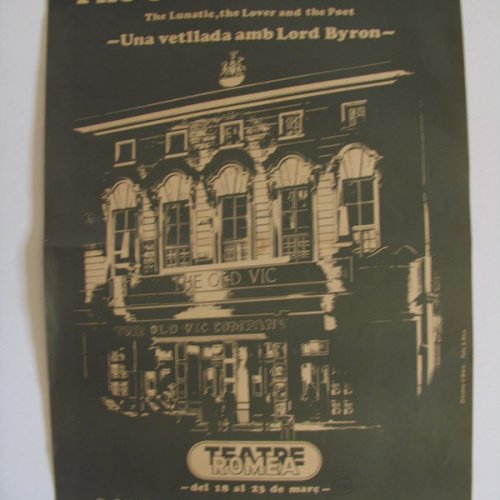 The Lunatic, the Lover and the Poet
—Una vetllada amb Lord Byron—
THE OLD VIC
THE OLD VIC COMPANY
TEATRE
ROMEA
—del 18 al 23 de març—